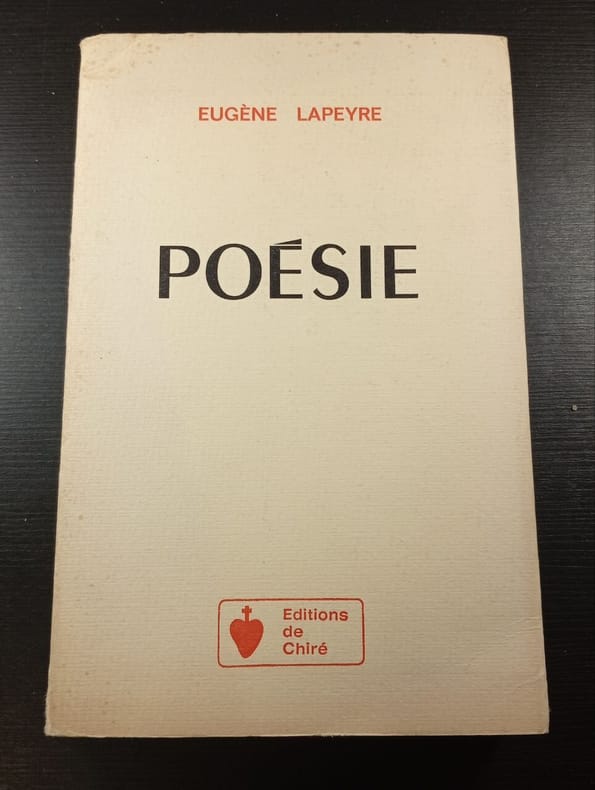 EUGÈNE LAPEYRE
POÉSIE
Editions
de
Chiré